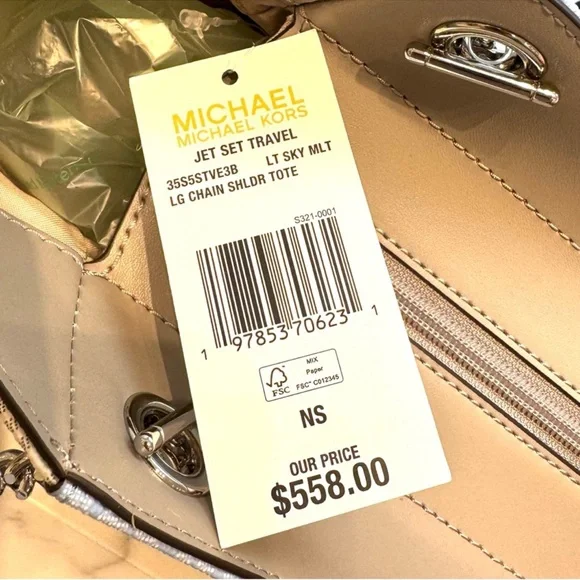 MICHAEL
MICHAEL KORS
JET SET TRAVEL
35S5STVE3B LT SKY MLT
LG CHAIN SHLDR TOTE
S321-0001
1 97853 70623 1
FSC
MIX
Paper
FSC® C012345
NS
OUR PRICE
$558.00